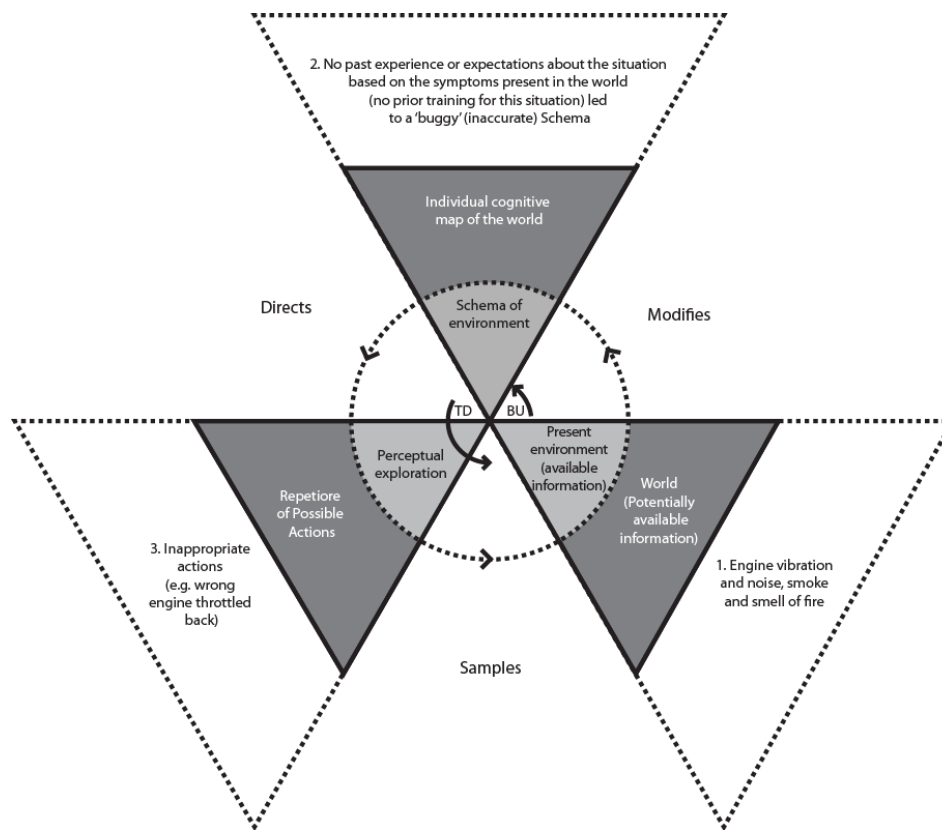 2. No past experience or expectations about the situation
based on the symptoms present in the world
(no prior training for this situation) led
to a 'buggy' (inaccurate) Schema
Individual cognitive
map of the world
Directs
Schema of
environment
Modifies
TD
BU
Perceptual
exploration
Present
environment
(available
information)
Repetiore
of Possible
Actions
World
(Potentially
available
information)
3. Inappropriate
actions
(e.g. wrong
engine throttled
back)
1. Engine vibration
and noise, smoke
and smell of fire
Samples